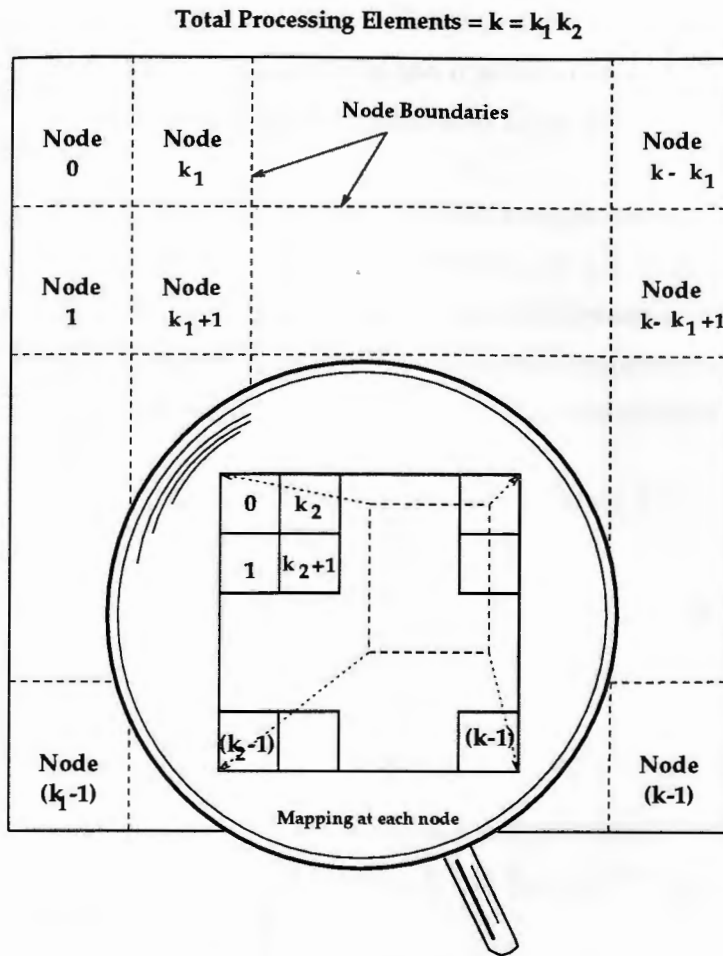 Total Processing Elements = k = k₁ k₂
Node Boundaries
Node Node Node
0 k₁ k - k₁
Node Node Node
1 k₁+1 k- k₁+1
0 k₂
1 k₂+1
(k₂-1) (k-1)
Node Node
(k₁-1) (k-1)
Mapping at each node